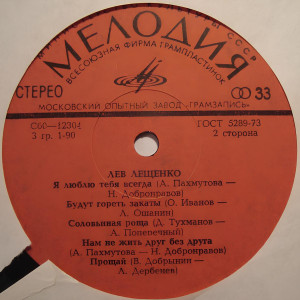 СССР
МЕЛОДИЯ
ВСЕСОЮЗНАЯ ФИРМА ГРАМПЛАСТИНОК
СТЕРЕО
33
МОСКОВСКИЙ ОПЫТНЫЙ ЗАВОД „ГРАМЗАПИСЬ"
С60—12304
ГОСТ 5289-73
3 гр. 1-90
2 сторона
ЛЕВ ЛЕЩЕНКО
Я люблю тебя всегда (А. Пахмутова —
Н. Добронравов)
Будут гореть закаты (О. Иванов —
Л. Ошанин)
Соловьиная роща (Д. Тухманов —
А. Поперечный)
Нам не жить друг без друга
(А. Пахмутова — Н. Добронравов)
Прощай (В. Добрынин —
Л. Дербенев)